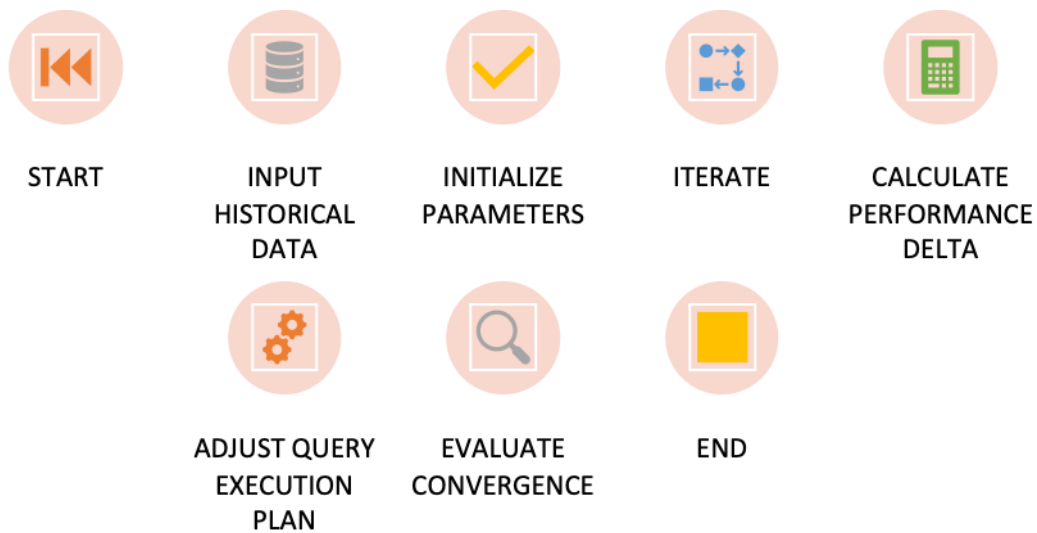 START
INPUT
HISTORICAL
DATA
INITIALIZE
PARAMETERS
ITERATE
CALCULATE
PERFORMANCE
DELTA
ADJUST QUERY
EXECUTION
PLAN
EVALUATE
CONVERGENCE
END